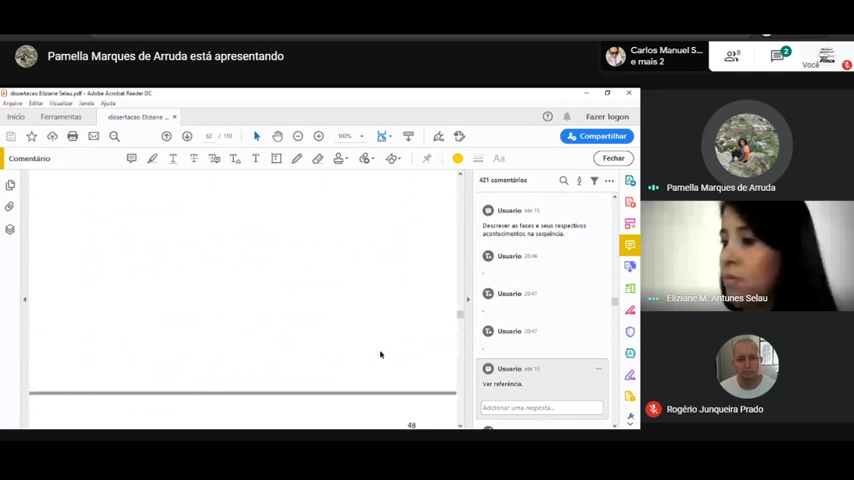 Pamella Marques de Arruda está apresentando
Carlos Manuel S...
e mais 2
8
2
Você
dissertacao Eliziane Selau.pdf - Adobe Acrobat Reader DC
Arquivo Editar Visualizar Janela Ajuda
Início Ferramentas dissertacao Eliziane ... × Fazer logon
62 / 110 100% Compartilhar
Comentário Aa Fechar
421 comentários
Usuario abr 15
Descrever as fases e seus respectivos
acontecimentos na sequência.
Usuario 20:46
.
Usuario 20:47
.
Usuario 20:47
.
Usuario abr 15
Ver referência.
Adicionar uma resposta...
48
Pamella Marques de Arruda
Eliziane M. Antunes Selau
Rogério Junqueira Prado